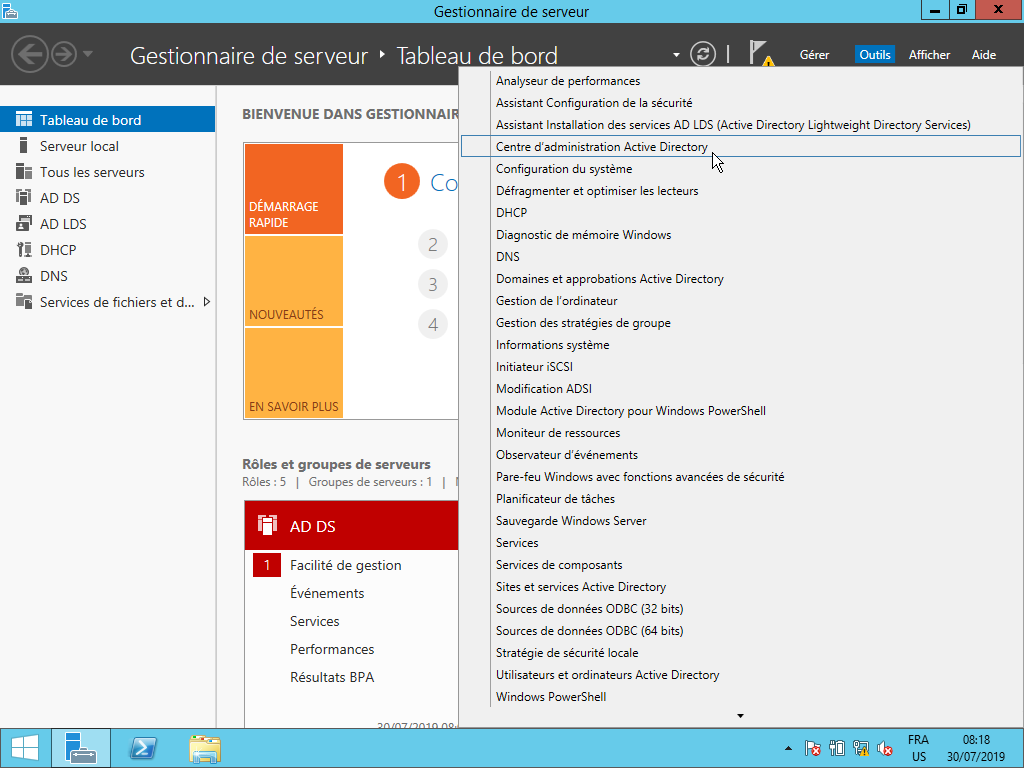 Gestionnaire de serveur
Gestionnaire de serveur ‣ Tableau de bord
Gérer
Outils
Afficher
Aide
Tableau de bord
Serveur local
Tous les serveurs
AD DS
AD LDS
DHCP
DNS
Services de fichiers et d...
BIENVENUE DANS GESTIONNAIR
DÉMARRAGE
RAPIDE
NOUVEAUTÉS
EN SAVOIR PLUS
1 Co
2
3
4
Rôles et groupes de serveurs
Rôles : 5 | Groupes de serveurs : 1 |
AD DS
1 Facilité de gestion
Événements
Services
Performances
Résultats BPA
30/07/2019 08:
Analyseur de performances
Assistant Configuration de la sécurité
Assistant Installation des services AD LDS (Active Directory Lightweight Directory Services)
Centre d'administration Active Directory
Configuration du système
Défragmenter et optimiser les lecteurs
DHCP
Diagnostic de mémoire Windows
DNS
Domaines et approbations Active Directory
Gestion de l'ordinateur
Gestion des stratégies de groupe
Informations système
Initiateur iSCSI
Modification ADSI
Module Active Directory pour Windows PowerShell
Moniteur de ressources
Observateur d'événements
Pare-feu Windows avec fonctions avancées de sécurité
Planificateur de tâches
Sauvegarde Windows Server
Services
Services de composants
Sites et services Active Directory
Sources de données ODBC (32 bits)
Sources de données ODBC (64 bits)
Stratégie de sécurité locale
Utilisateurs et ordinateurs Active Directory
Windows PowerShell
FRA
US
08:18
30/07/2019